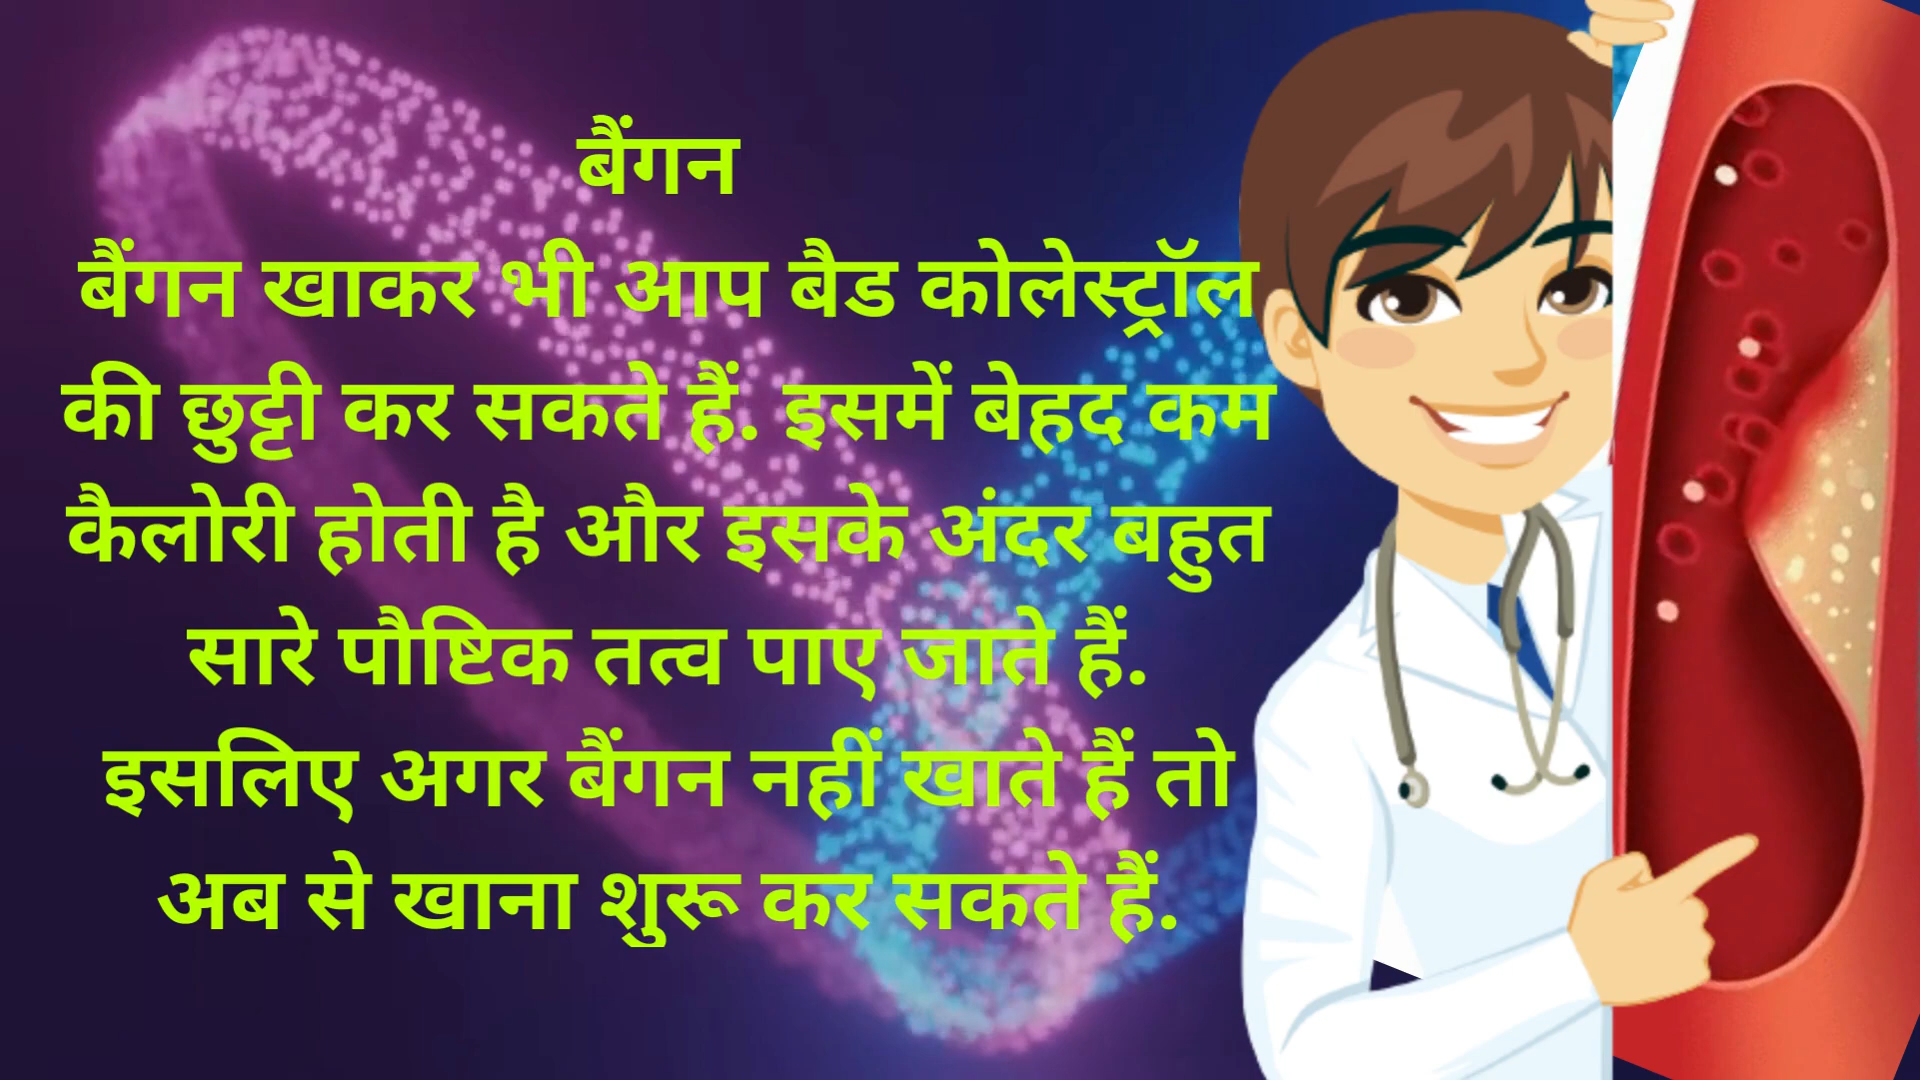 बैंगन
बैंगन खाकर भी आप बैड कोलेस्ट्रॉल
की छुट्टी कर सकते हैं. इसमें बेहद कम
कैलोरी होती है और इसके अंदर बहुत
सारे पौष्टिक तत्व पाए जाते हैं.
इसलिए अगर बैंगन नहीं खाते हैं तो
अब से खाना शुरू कर सकते हैं.